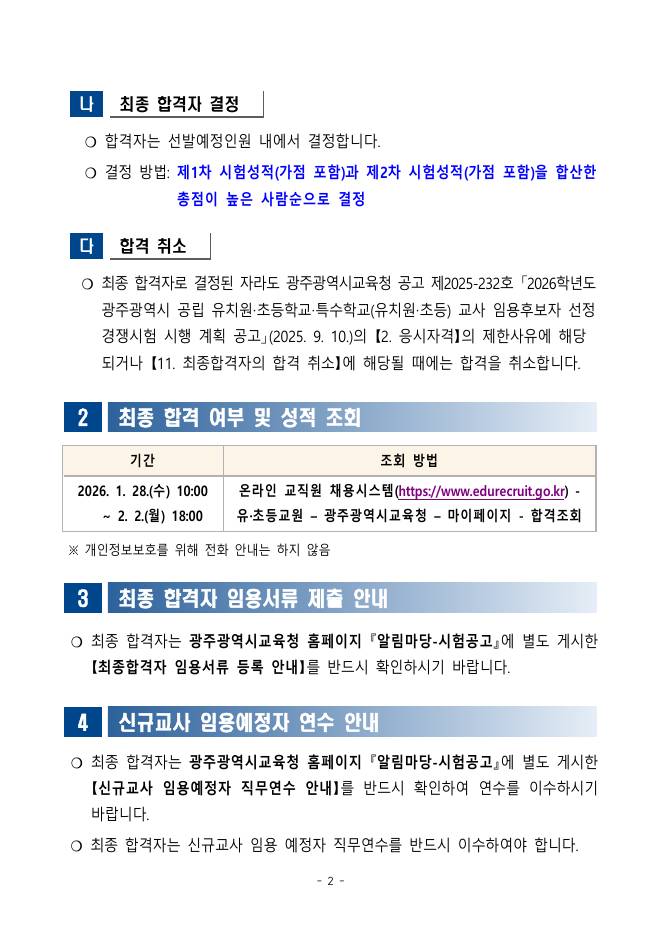 나 최종 합격자 결정
❍ 합격자는 선발예정인원 내에서 결정합니다.
❍ 결정 방법: 제1차 시험성적(가점 포함)과 제2차 시험성적(가점 포함)을 합산한
총점이 높은 사람순으로 결정
다 합격 취소
❍ 최종 합격자로 결정된 자라도 광주광역시교육청 공고 제2025-232호 「2026학년도
광주광역시 공립 유치원·초등학교·특수학교(유치원·초등) 교사 임용후보자 선정
경쟁시험 시행 계획 공고」(2025. 9. 10.)의 【2. 응시자격】의 제한사유에 해당
되거나 【11. 최종합격자의 합격 취소】에 해당될 때에는 합격을 취소합니다.
2 최종 합격 여부 및 성적 조회
기간 조회 방법
2026. 1. 28.(수) 10:00 온라인 교직원 채용시스템(https://www.edurecruit.go.kr) -
~ 2. 2.(월) 18:00 유·초등교원 – 광주광역시교육청 – 마이페이지 - 합격조회
※ 개인정보보호를 위해 전화 안내는 하지 않음
3 최종 합격자 임용서류 제출 안내
❍ 최종 합격자는 광주광역시교육청 홈페이지 『알림마당-시험공고』에 별도 게시한
【최종합격자 임용서류 등록 안내】를 반드시 확인하시기 바랍니다.
4 신규교사 임용예정자 연수 안내
❍ 최종 합격자는 광주광역시교육청 홈페이지 『알림마당-시험공고』에 별도 게시한
【신규교사 임용예정자 직무연수 안내】를 반드시 확인하여 연수를 이수하시기
바랍니다.
❍ 최종 합격자는 신규교사 임용 예정자 직무연수를 반드시 이수하여야 합니다.
- 2 -